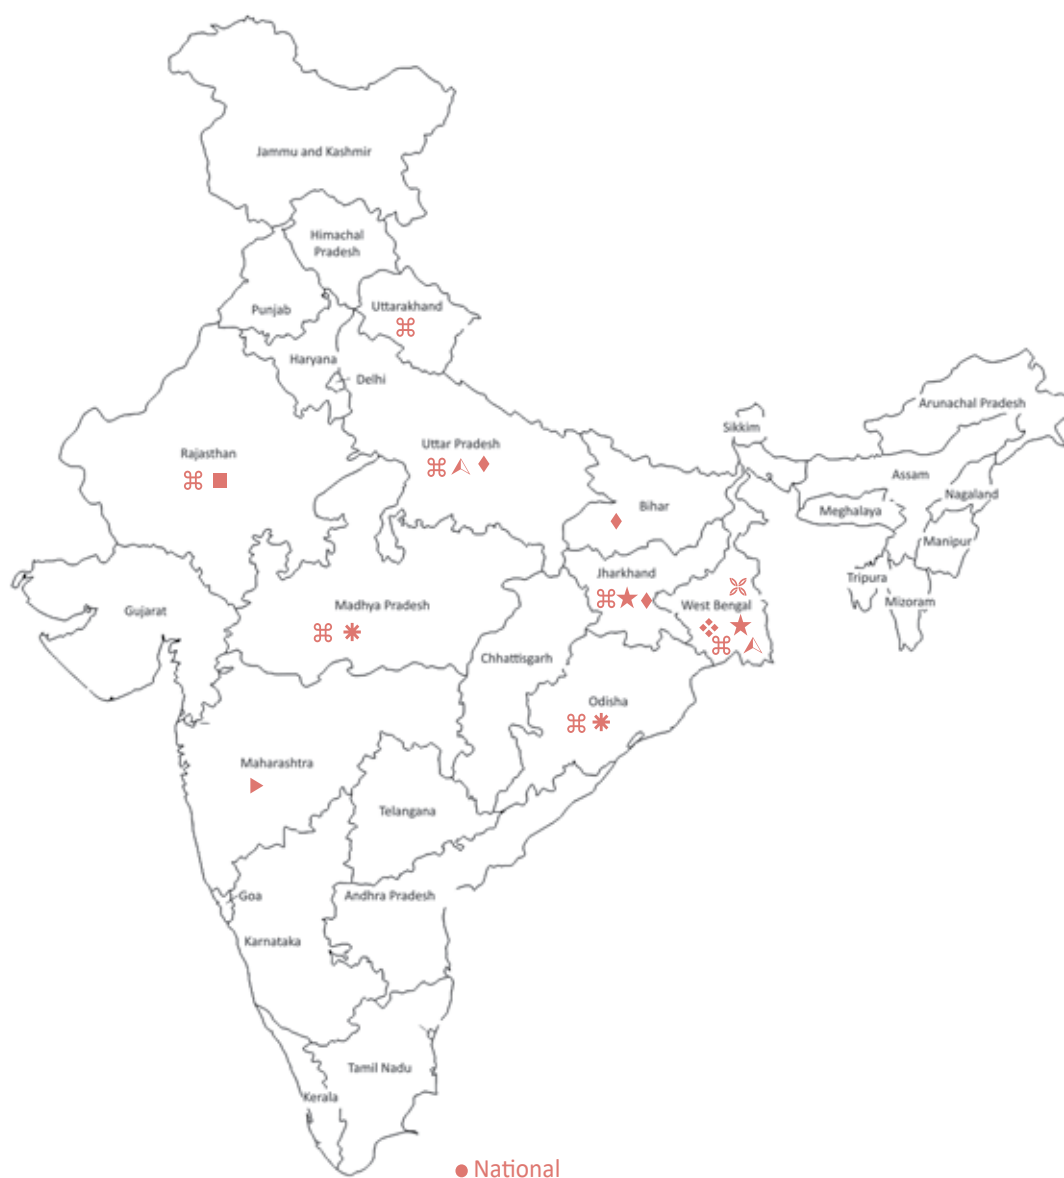 Jammu and Kashmir
Himachal
Pradesh
Uttarakhand
Punjab
Haryana
Delhi
Arunachal Pradesh
Sikkim
Uttar Pradesh
Rajasthan
Assam
Nagaland
Bihar
Meghalaya
Manipur
Jharkhand
Tripura
Mizoram
West Bengal
Madhya Pradesh
Gujarat
Chhattisgarh
Odisha
Maharashtra
Telangana
Goa
Andhra Pradesh
Karnataka
Tamil Nadu
Kerala
National